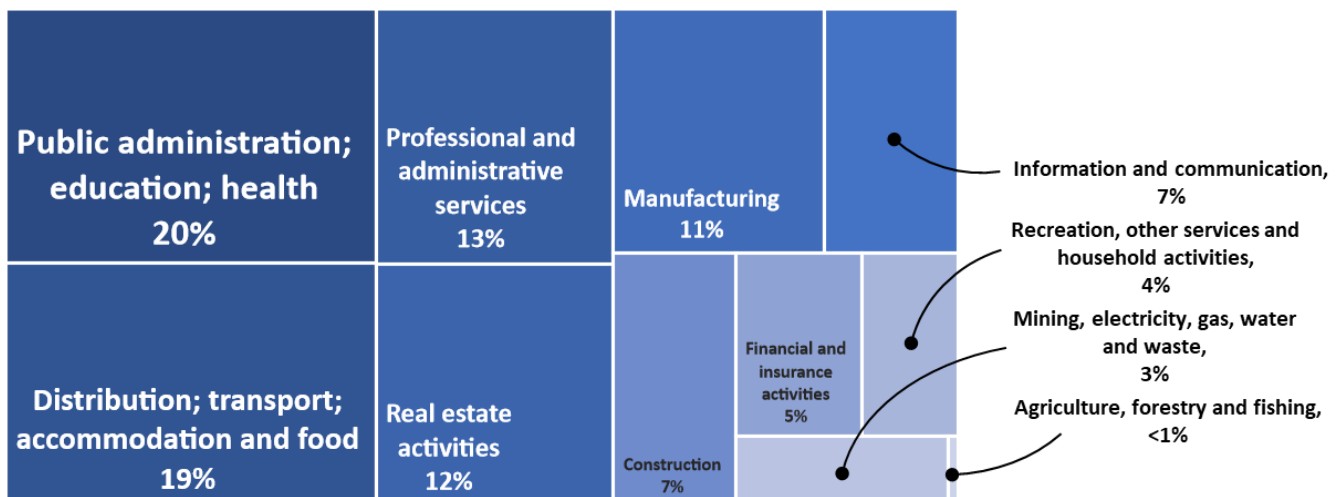 Public administration;
education; health
20%
Distribution; transport;
accommodation and food
19%
Professional and
administrative
services
13%
Real estate
activities
12%
Manufacturing
11%
Construction
7%
Financial and
insurance
activities
5%
Information and communication,
7%
Recreation, other services and
household activities,
4%
Mining, electricity, gas, water
and waste,
3%
Agriculture, forestry and fishing,
<1%